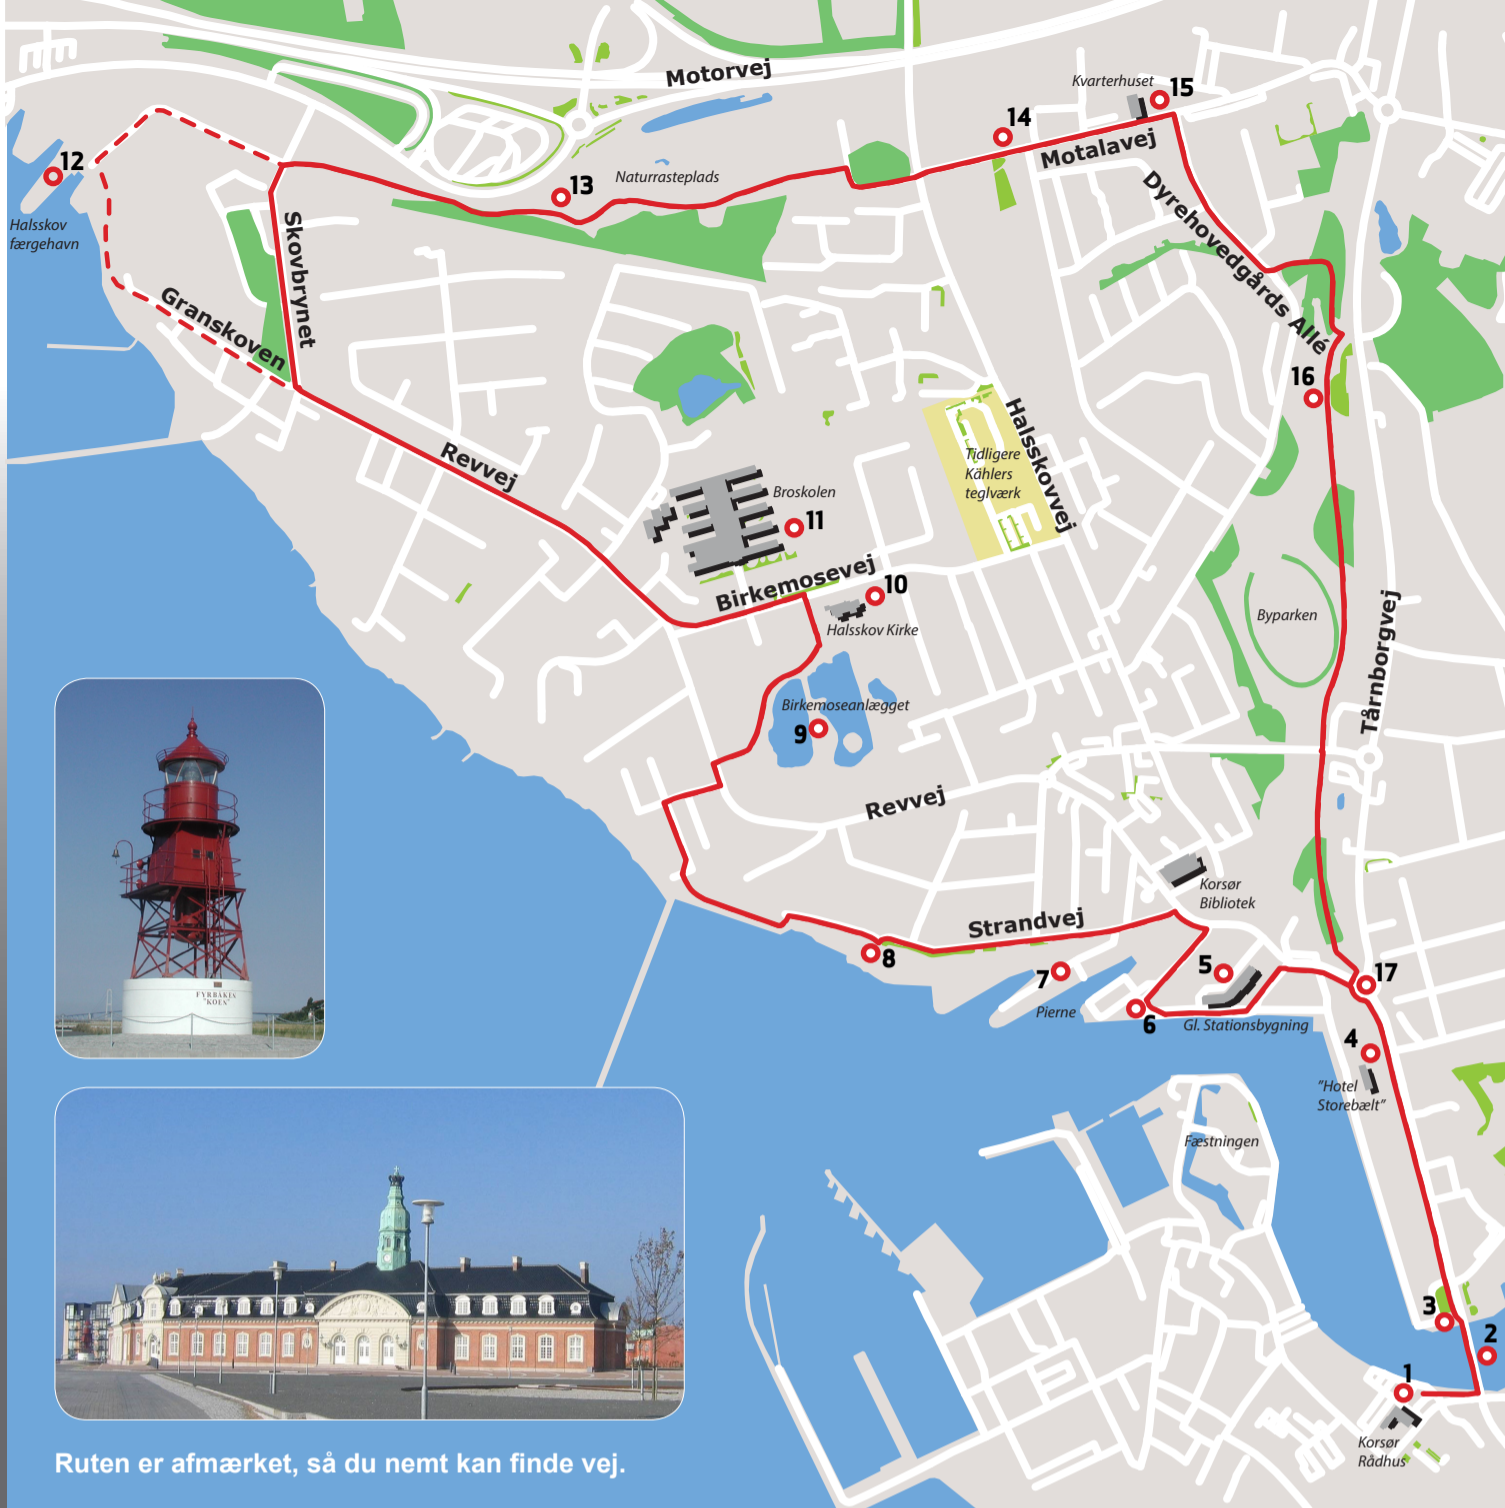 Motorvej
Kvarterhuset
15
14
Motalavej
12
13
Naturrasteplads
Dyrehovedgårds Allé
Halsskov
færgehavn
Skovbrynet
Granskoven
16
Halsskovvej
Revvej
Tidligere
Kählers
teglværk
Broskolen
11
Birkemosevej
10
Halsskov Kirke
Byparken
Tårnborgvej
Birkemoseanlægget
9
Revvej
Korsør
Bibliotek
Strandvej
8
7
5
17
Pierne
6
Gl. Stationsbygning
4
"Hotel
Storebælt"
FYRBÅKEN
"KOEN"
Fæstningen
3
2
1
Korsør
Rådhus
Ruten er afmærket, så du nemt kan finde vej.